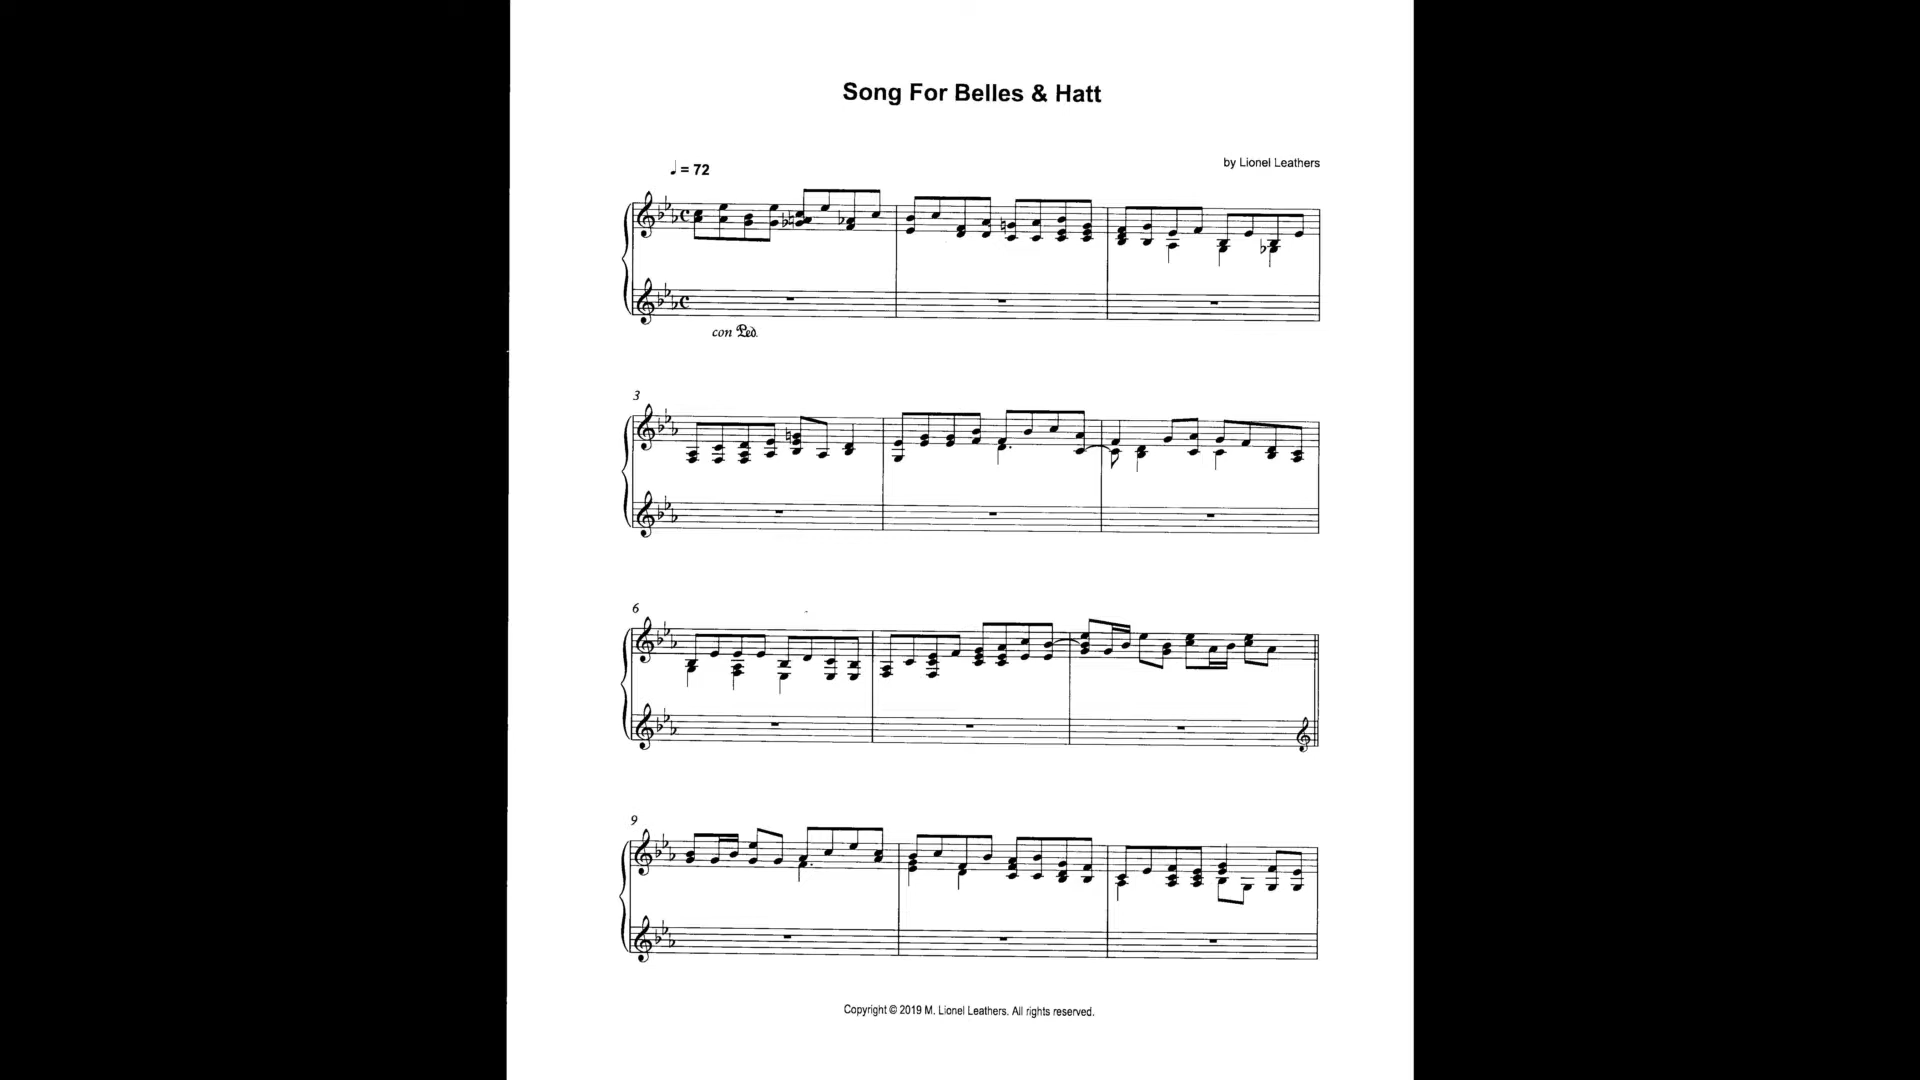 Song For Belles & Hatt
by Lionel Leathers
♩ = 72
con Ped.
3
6
9
Copyright © 2019 M. Lionel Leathers. All rights reserved.